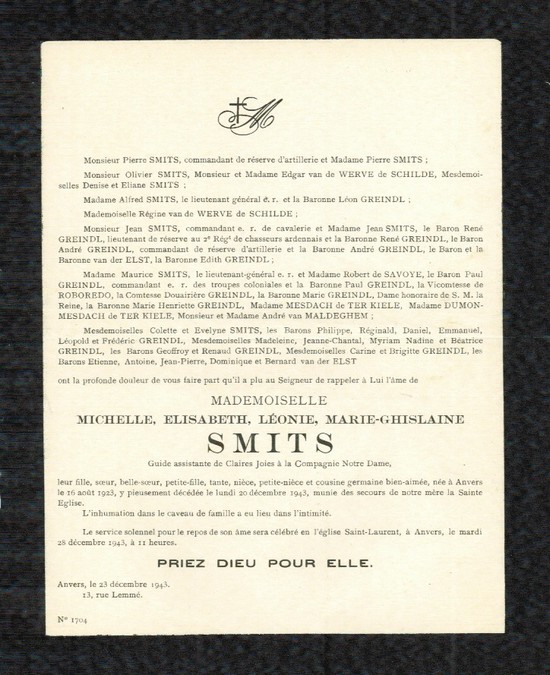 M
Monsieur Pierre SMITS, commandant de réserve d'artillerie et Madame Pierre SMITS ;
Monsieur Olivier SMITS, Monsieur et Madame Edgar van de WERVE de SCHILDE, Mesdemoi-
selles Denise et Eliane SMITS ;
Madame Alfred SMITS, le lieutenant général e. r. et la Baronne Léon GREINDL ;
Mademoiselle Régine van de WERVE de SCHILDE ;
Monsieur Jean SMITS, commandant e. r. de cavalerie et Madame Jean SMITS, le Baron René
GREINDL, lieutenant de réserve au 2e Régt de chasseurs ardennais et la Baronne René GREINDL, le Baron
André GREINDL, commandant de réserve d'artillerie et la Baronne André GREINDL, le Baron et la
Baronne van der ELST, la Baronne Edith GREINDL ;
Madame Maurice SMITS, le lieutenant-général e. r. et Madame Robert de SAVOYE, le Baron Paul
GREINDL, commandant e. r. des troupes coloniales et la Baronne Paul GREINDL, la Vicomtesse de
ROBOREDO, la Comtesse Douairière GREINDL, la Baronne Marie GREINDL, Dame honoraire de S. M. la
Reine, la Baronne Marie Henriette GREINDL, Madame MESDACH de TER KIELE, Madame DUMON-
MESDACH de TER KIELE, Monsieur et Madame André van MALDEGHEM ;
Mesdemoiselles Colette et Evelyne SMITS, les Barons Philippe, Réginald, Daniel, Emmanuel,
Léopold et Frédéric GREINDL, Mesdemoiselles Madeleine, Jeanne-Chantal, Myriam Nadine et Béatrice
GREINDL, les Barons Geoffroy et Renaud GREINDL, Mesdemoiselles Carine et Brigitte GREINDL, les
Barons Etienne, Antoine, Jean-Pierre, Dominique et Bernard van der ELST
ont la profonde douleur de vous faire part qu'il a plu au Seigneur de rappeler à Lui l'âme de
MADEMOISELLE
MICHELLE, ELISABETH, LÉONIE, MARIE-GHISLAINE
SMITS
Guide assistante de Claires Joies à la Compagnie Notre Dame,
leur fille, sœur, belle-sœur, petite-fille, tante, nièce, petite-nièce et cousine germaine bien-aimée, née à Anvers
le 16 août 1923, y pieusement décédée le lundi 20 décembre 1943, munie des secours de notre mère la Sainte
Eglise.
L'inhumation dans le caveau de famille a eu lieu dans l'intimité.
Le service solennel pour le repos de son âme sera célébré en l'église Saint-Laurent, à Anvers, le mardi
28 décembre 1943, à 11 heures.
PRIEZ DIEU POUR ELLE.
Anvers, le 23 décembre 1943.
13, rue Lemmé.
No 1704